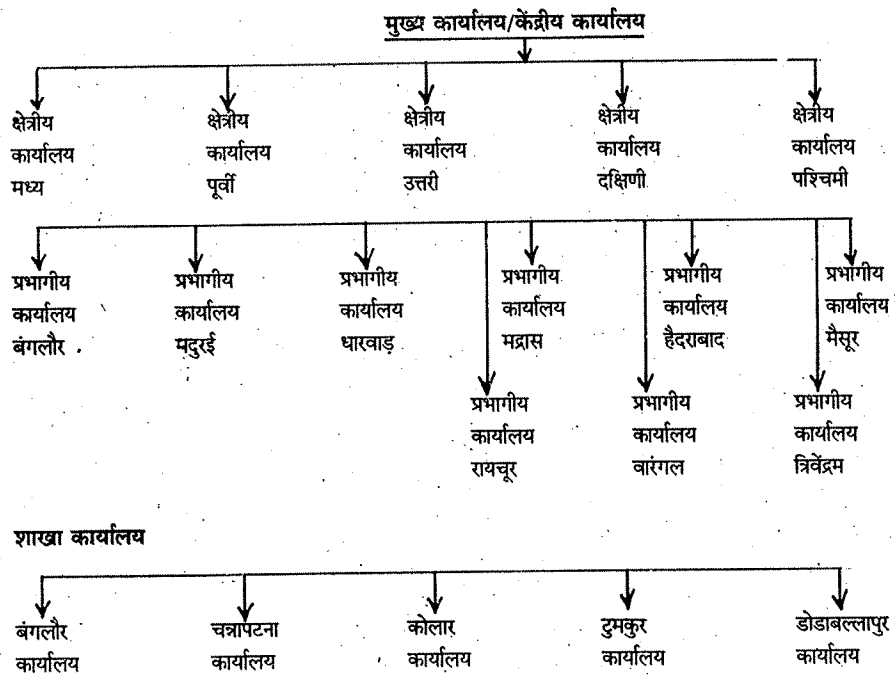 मुख्य कार्यालय/केंद्रीय कार्यालय
क्षेत्रीय
कार्यालय
मध्य
क्षेत्रीय
कार्यालय
पूर्वी
क्षेत्रीय
कार्यालय
उत्तरी
क्षेत्रीय
कार्यालय
दक्षिणी
क्षेत्रीय
कार्यालय
पश्चिमी
प्रभागीय
कार्यालय
बंगलौर
प्रभागीय
कार्यालय
मदुरई
प्रभागीय
कार्यालय
धारवाड़
प्रभागीय
कार्यालय
मद्रास
प्रभागीय
कार्यालय
हैदराबाद
प्रभागीय
कार्यालय
मैसूर
प्रभागीय
कार्यालय
रायचूर
प्रभागीय
कार्यालय
वारंगल
प्रभागीय
कार्यालय
त्रिवेंद्रम
शाखा कार्यालय
बंगलौर
कार्यालय
चन्नापटना
कार्यालय
कोलार
कार्यालय
टुमकुर
कार्यालय
डोडाबल्लापुर
कार्यालय